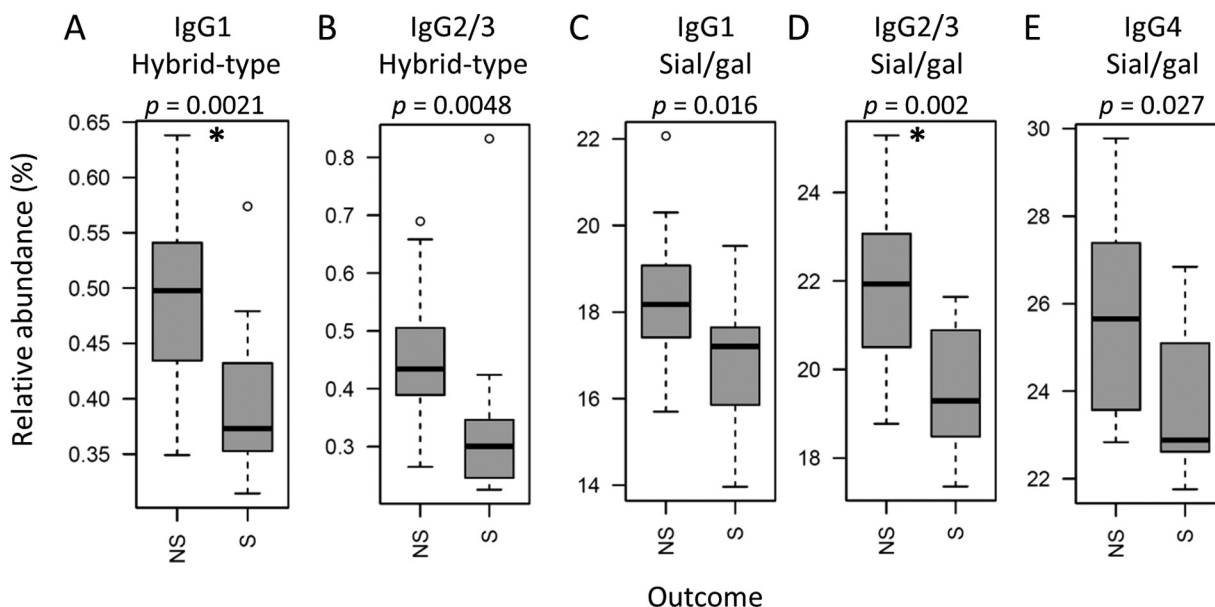 A
IgG1
Hybrid-type
p = 0.0021
*
0.65
0.60
0.55
0.50
0.45
0.40
0.35
NS
S
B
IgG2/3
Hybrid-type
p = 0.0048
0.8
0.7
0.6
0.5
0.4
0.3
NS
S
C
IgG1
Sial/gal
p = 0.016
22
20
18
16
14
NS
S
D
IgG2/3
Sial/gal
p = 0.002
*
24
22
20
18
NS
S
E
IgG4
Sial/gal
p = 0.027
30
28
26
24
22
NS
S
Relative abundance (%)
Outcome